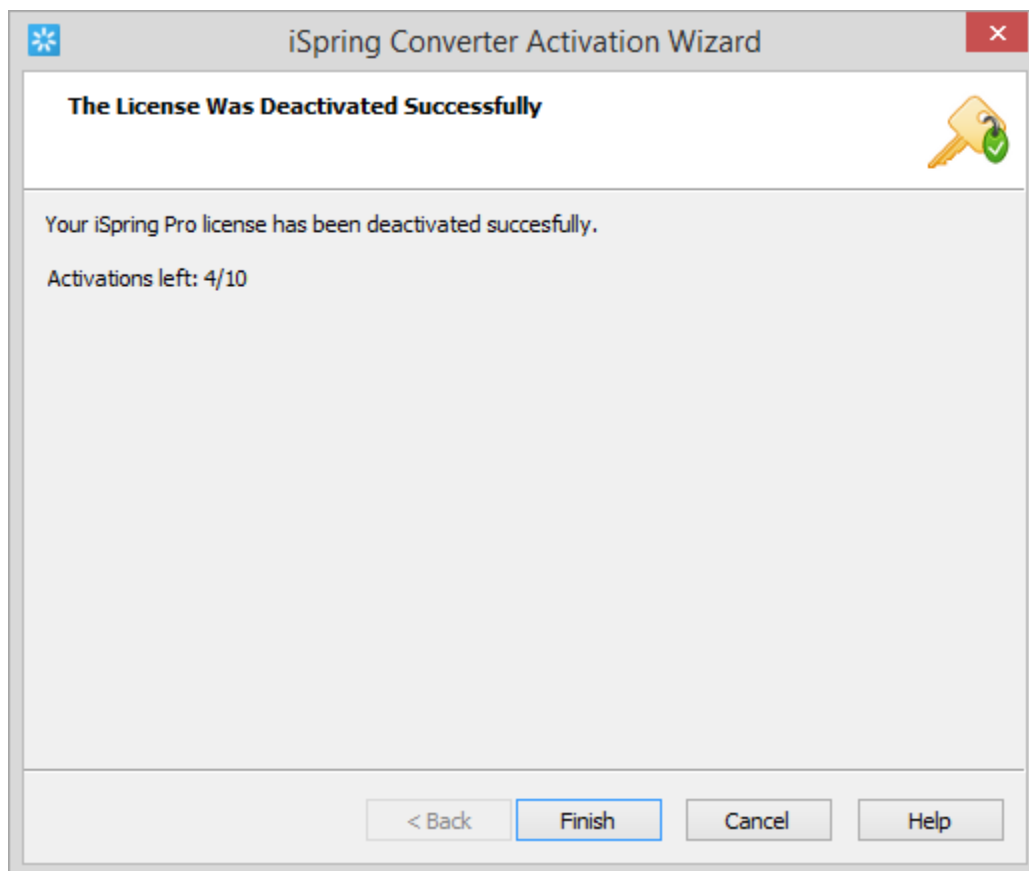 iSpring Converter Activation Wizard
The License Was Deactivated Successfully
Your iSpring Pro license has been deactivated succesfully.
Activations left: 4/10
< Back Finish Cancel Help